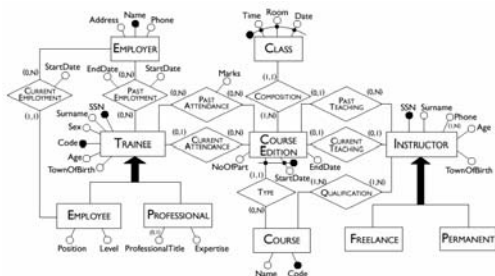 Name
Address Phone
EMPLOYER
Time Room Date
CLASS
(0,N) StartDate
CURRENT EMPLOYMENT
(1,1)
EndDate (0,N) StartDate
PAST EMPLOYMENT
(0,N)
Marks
(0,N) PAST ATTENDANCE (0,N)
(1,1)
COMPOSITION
(1,N)
(0,1) PAST TEACHING (0,N)
SSN
Surname
Sex
Code
Age
TownOfBirth
TRAINEE
(0,1) CURRENT ATTENDANCE (0,N)
COURSE EDITION
NoOfPart
StartDate
EndDate
(0,1) CURRENT TEACHING (0,1)
SSN Surname
Phone
(1,N)
Age
INSTRUCTOR
TownOfBirth
(1,1)
TYPE
(0,N)
(1,N) QUALIFICATION (1,N)
EMPLOYEE
Position Level
PROFESSIONAL
(0,1)
ProfessionalTitle Expertise
COURSE
Name Code
FREELANCE
PERMANENT